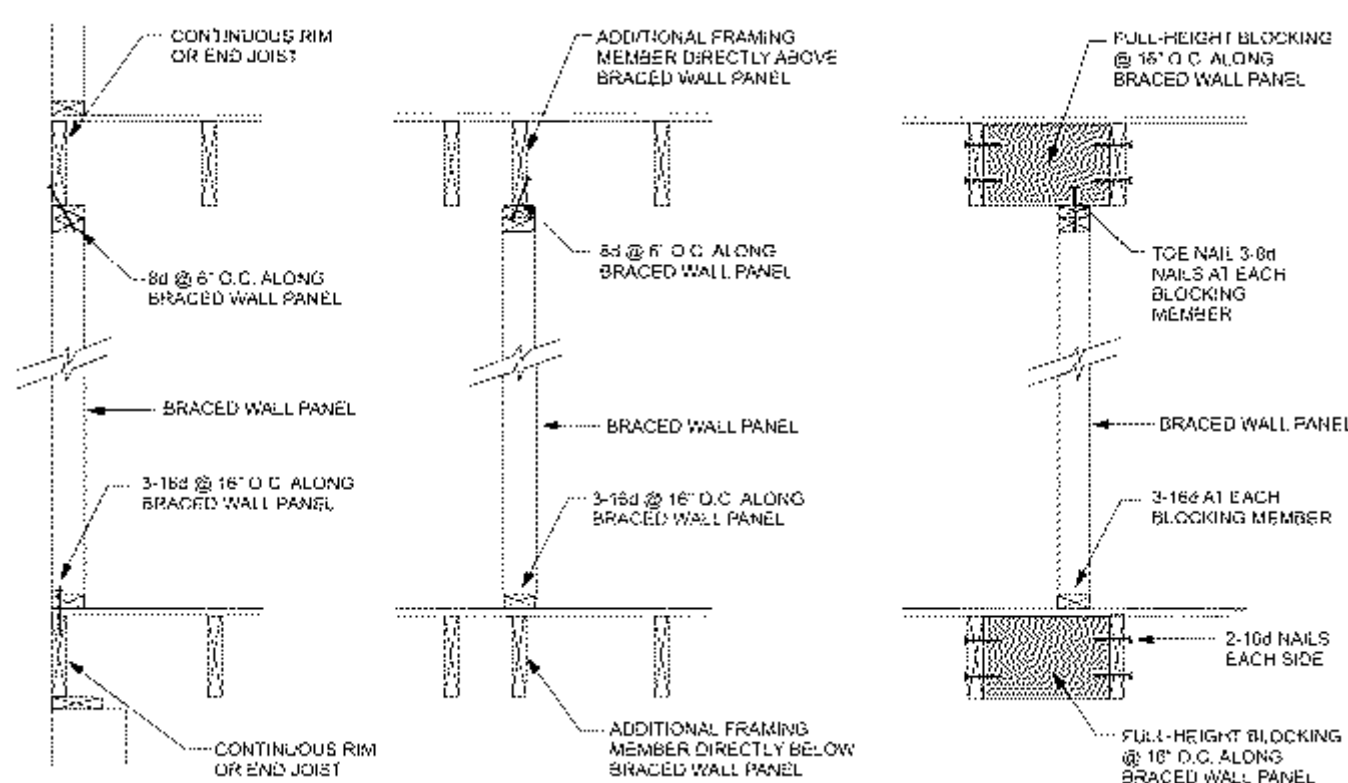 CONTINUOUS RIM
OR END JOIST
8d @ 6" O.C. ALONG
BRACED WALL PANEL
BRACED WALL PANEL
3-16d @ 16" O.C. ALONG
BRACED WALL PANEL
CONTINUOUS RIM
OR END JOIST
ADDITIONAL FRAMING
MEMBER DIRECTLY ABOVE
BRACED WALL PANEL
8d @ 6" O.C. ALONG
BRACED WALL PANEL
BRACED WALL PANEL
3-16d @ 16" O.C. ALONG
BRACED WALL PANEL
ADDITIONAL FRAMING
MEMBER DIRECTLY BELOW
BRACED WALL PANEL
FULL-HEIGHT BLOCKING
@ 16" O.C. ALONG
BRACED WALL PANEL
TOE NAIL 3-8d
NAILS AT EACH
BLOCKING
MEMBER
BRACED WALL PANEL
3-16d AT EACH
BLOCKING MEMBER
2-16d NAILS
EACH SIDE
FULL-HEIGHT BLOCKING
@ 16" O.C. ALONG
BRACED WALL PANEL